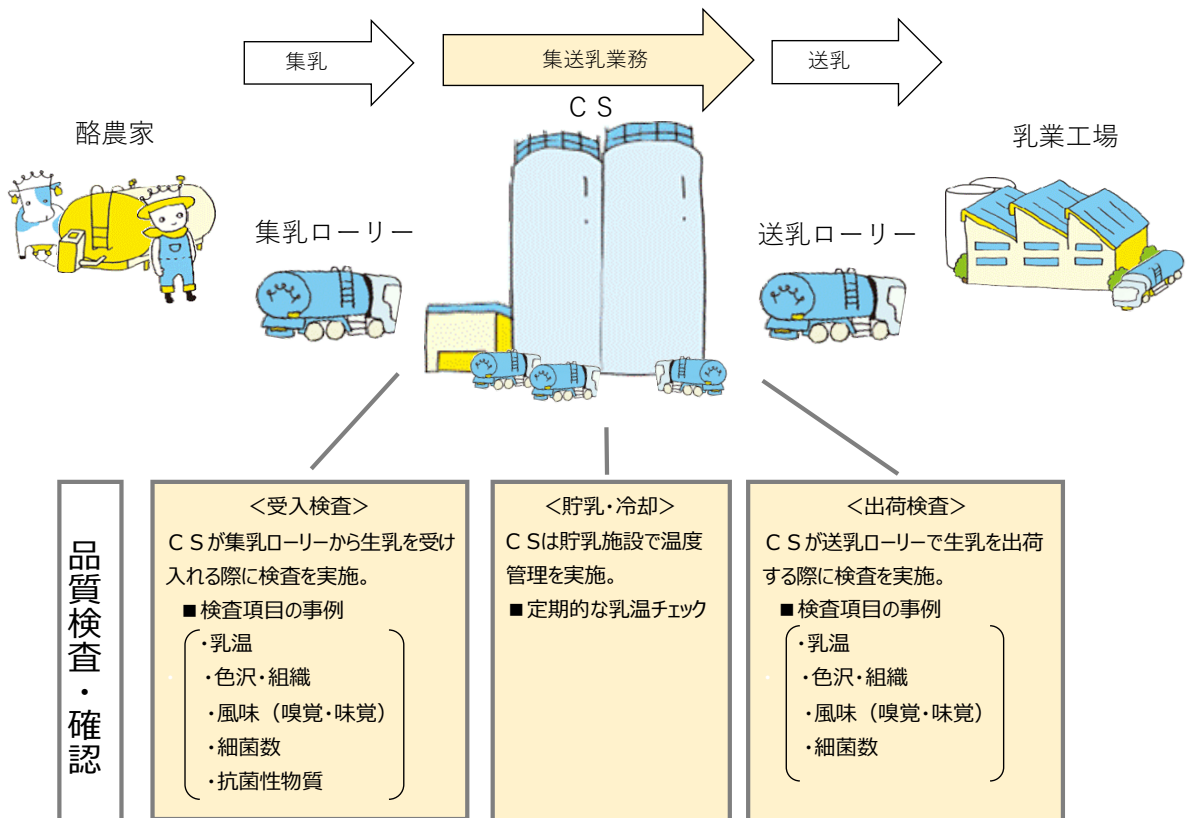 集乳
集送乳業務
送乳
ＣＳ
酪農家
乳業工場
集乳ローリー
送乳ローリー
品質検査・確認
＜受入検査＞
ＣＳが集乳ローリーから生乳を受け
入れる際に検査を実施。
■検査項目の事例
・乳温
・色沢・組織
・風味（嗅覚・味覚）
・細菌数
・抗菌性物質
＜貯乳・冷却＞
ＣＳは貯乳施設で温度
管理を実施。
■定期的な乳温チェック
＜出荷検査＞
ＣＳが送乳ローリーで生乳を出荷
する際に検査を実施。
■検査項目の事例
・乳温
・色沢・組織
・風味（嗅覚・味覚）
・細菌数